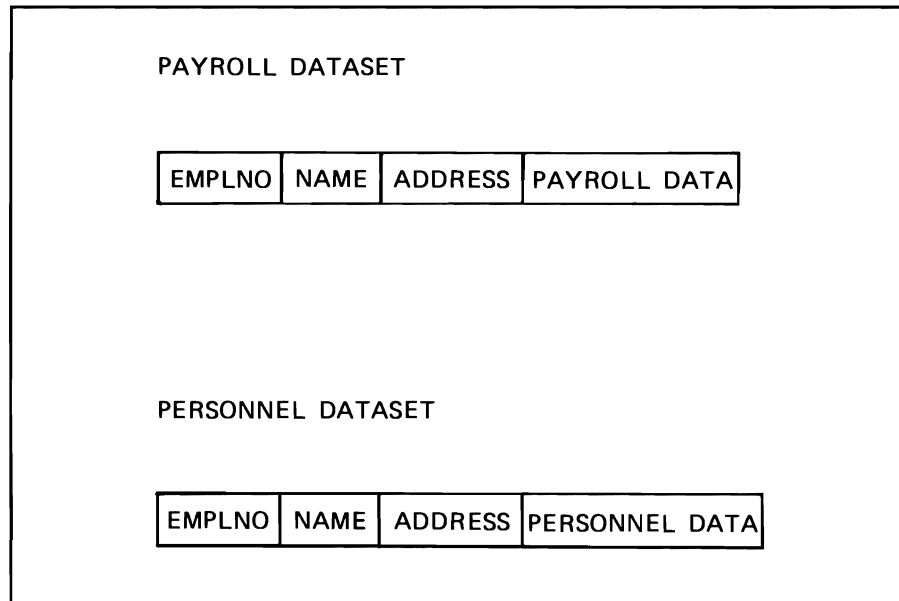 PAYROLL DATASET
EMPLNO NAME ADDRESS PAYROLL DATA
PERSONNEL DATASET
EMPLNO NAME ADDRESS PERSONNEL DATA